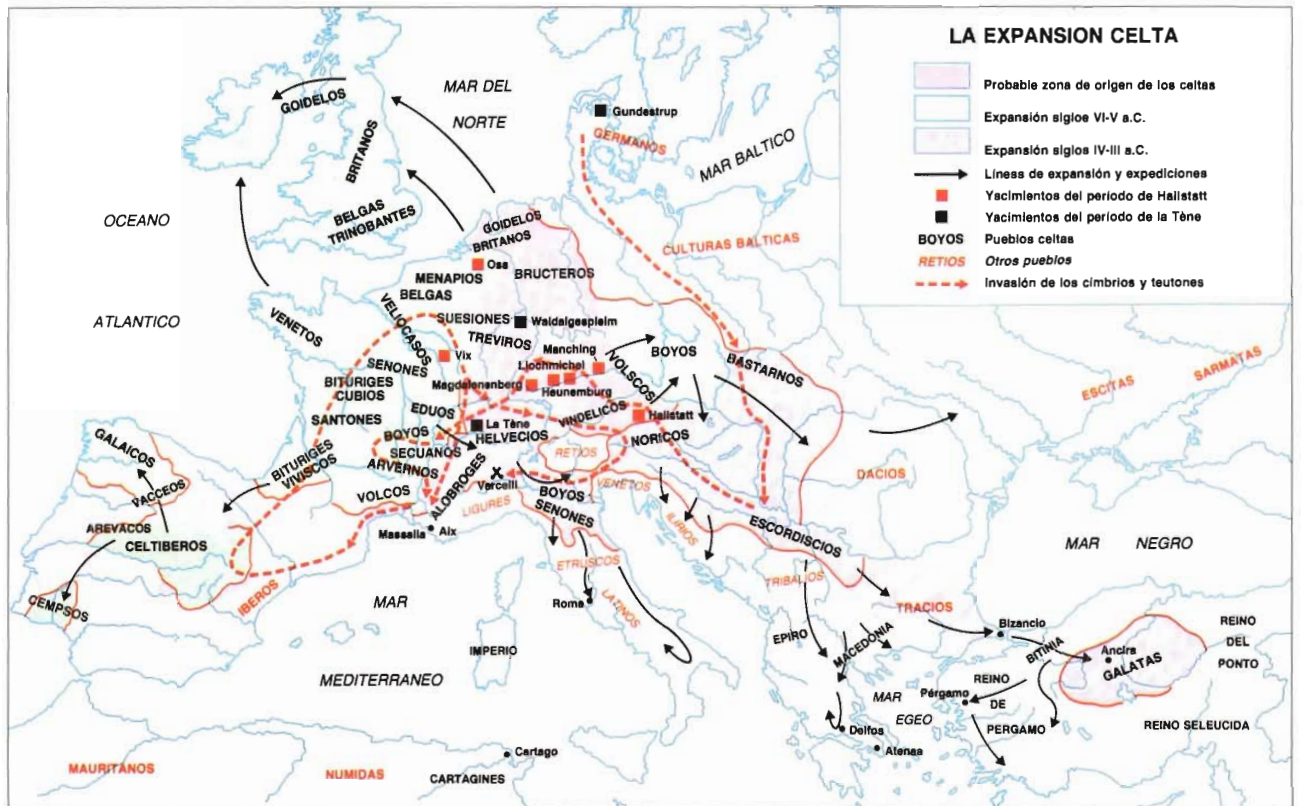 LA EXPANSION CELTA
Probable zona de origen de los celtas
Expansión sigloe VI-V a.C.
Expansión siglos IV-III a.C.
Líneas de expansión y expediciones
Yacimientos del período de Hallstatt
Yacimientos del período de la Tène
BOYOS Pueblos celtas
RETIOS Otros pueblos
Invasión de los címbrios y teutones
MAR DEL
NORTE
GOIDELOS
BRITANOS
BELGAS
TRINOBANTES
Gundestrup
GERMANOS
MAR BALTICO
CULTURAS BALTICAS
OCEANO
ATLANTICO
GOIDELOS
BRITANOS
Osa
MENAPIOS
BRUCTEROS
BELGAS
VELIOCASOS
SUESIONES
Waldalgespleim
TREVIROS
VENETOS
Vix
SENONES
Manching
Liochmichel
Magdalenenberg
Heunemburg
VOLSCOS
BOYOS
BASTARNOS
BITURIGES
CUBIOS
SANTONES
EDUOS
VINDELICOS
Hallstatt
La Tène
HELVECIOS
NORICOS
BOYOS
SECUANOS
ARVERNOS
RETIOS
ESCITAS
SARMATAS
DACIOS
GALAICOS
VACCEOS
BITURIGES
VIVISCOS
VOLCOS
ALOBROGES
Vercelli
BOYOS
VENETOS
SENONES
LIGURES
Massalia
Aix
AREVACOS
CELTIBEROS
CEMPSOS
IBEROS
ILIRIOS
ESCORDISCIOS
ETRUSCOS
LATINOS
Roma
TRIBALIOS
TRACIOS
MAR NEGRO
MAR
MEDITERRANEO
IMPERIO
EPIRO
MACEDONIA
Bizancio
BITINIA
Ancira
GALATAS
REINO
DEL
PONTO
MAR
EGEO
Pérgamo
REINO
DE
PERGAMO
REINO SELEUCIDA
Delfos
Atenas
MAURITANOS
NUMIDAS
Cartago
CARTAGINES